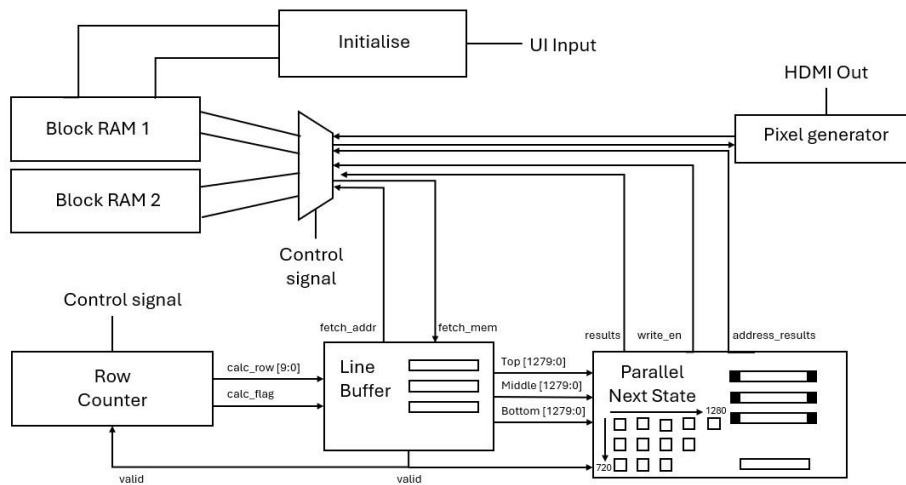 Initialise
UI Input
HDMI Out
Block RAM 1
Pixel generator
Block RAM 2
Control
signal
Control signal
fetch_addr
fetch_mem
results
write_en
address_results
Row
Counter
calc_row [9:0]
calc_flag
Line
Buffer
Top [1279:0]
Middle [1279:0]
Bottom [1279:0]
Parallel
Next State
1280
720
valid
valid